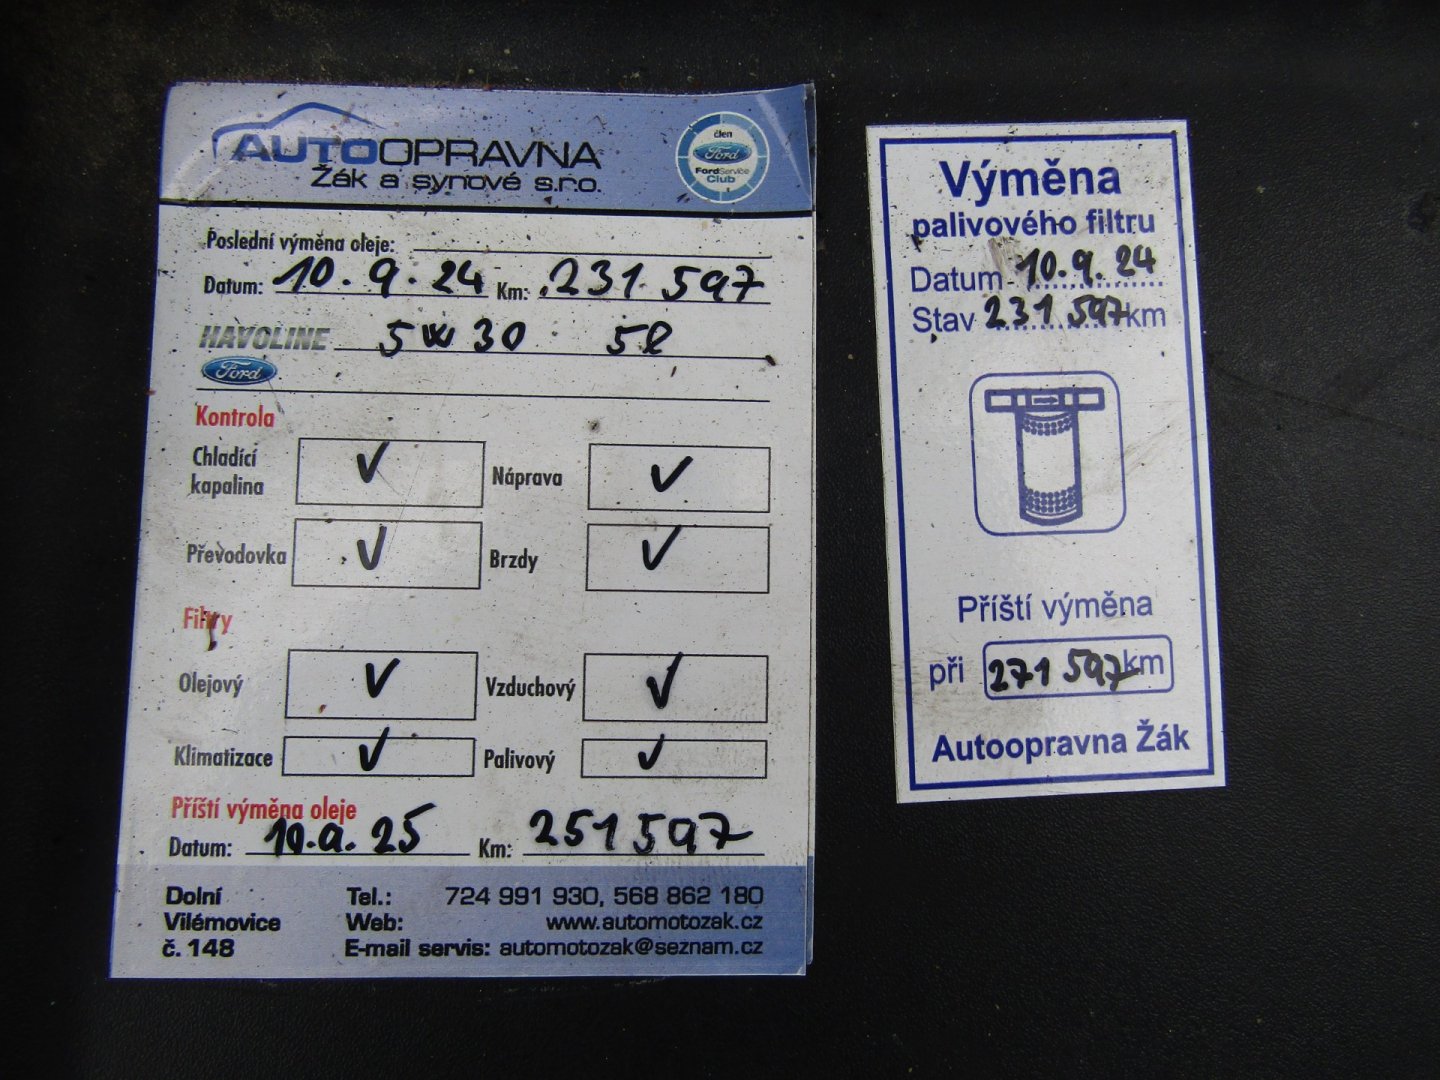 AUTOOPRAVNA
Žák a synové s.r.o.
člen
Ford
FordService
Club
Poslední výměna oleje:
Datum: 10.9.24 Km: 231 597
HAVOLINE 5W30 5l
Ford
Kontrola
Chladící
kapalina
Náprava
Převodovka
Brzdy
Filtry
Olejový
Vzduchový
Klimatizace
Palivový
Příští výměna oleje
Datum: 10.9.25 Km: 251 597
Dolní
Vilémovice
č. 148
Tel.: 724 991 930, 568 862 180
Web: www.automotozak.cz
E-mail servis: automotozak@seznam.cz
Výměna
palivového filtru
Datum 10.9.24
Stav 231 597 km
Příští výměna
při 271 597 km
Autoopravna Žák